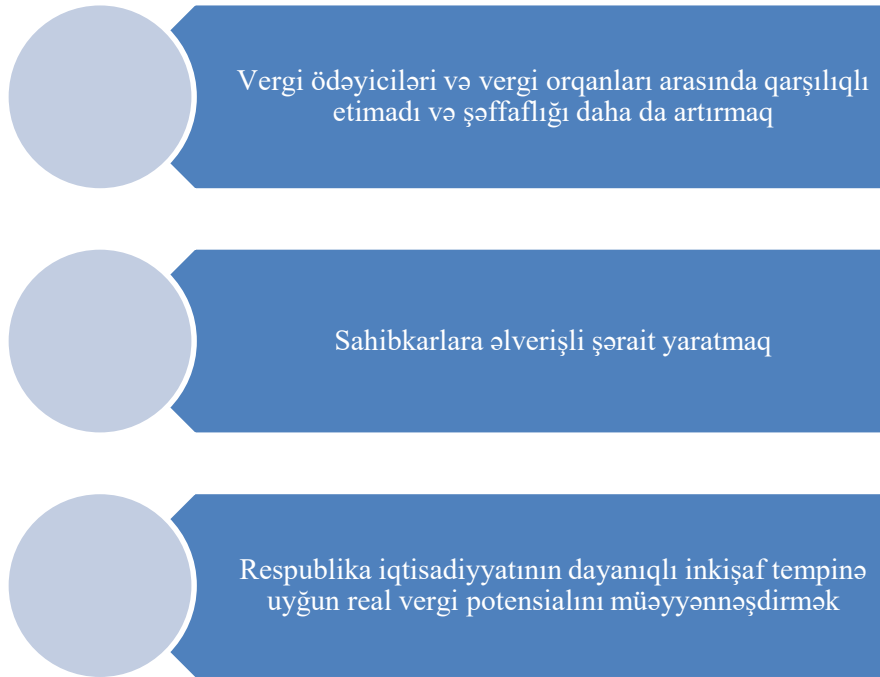 Vergi ödəyiciləri və vergi orqanları arasında qarşılıqlı
etimadı və şəffaflığı daha da artırmaq
Sahibkarlara əlverişli şərait yaratmaq
Respublika iqtisadiyyatının dayanıqlı inkişaf tempinə
uyğun real vergi potensialını müəyyənnəşdirmək